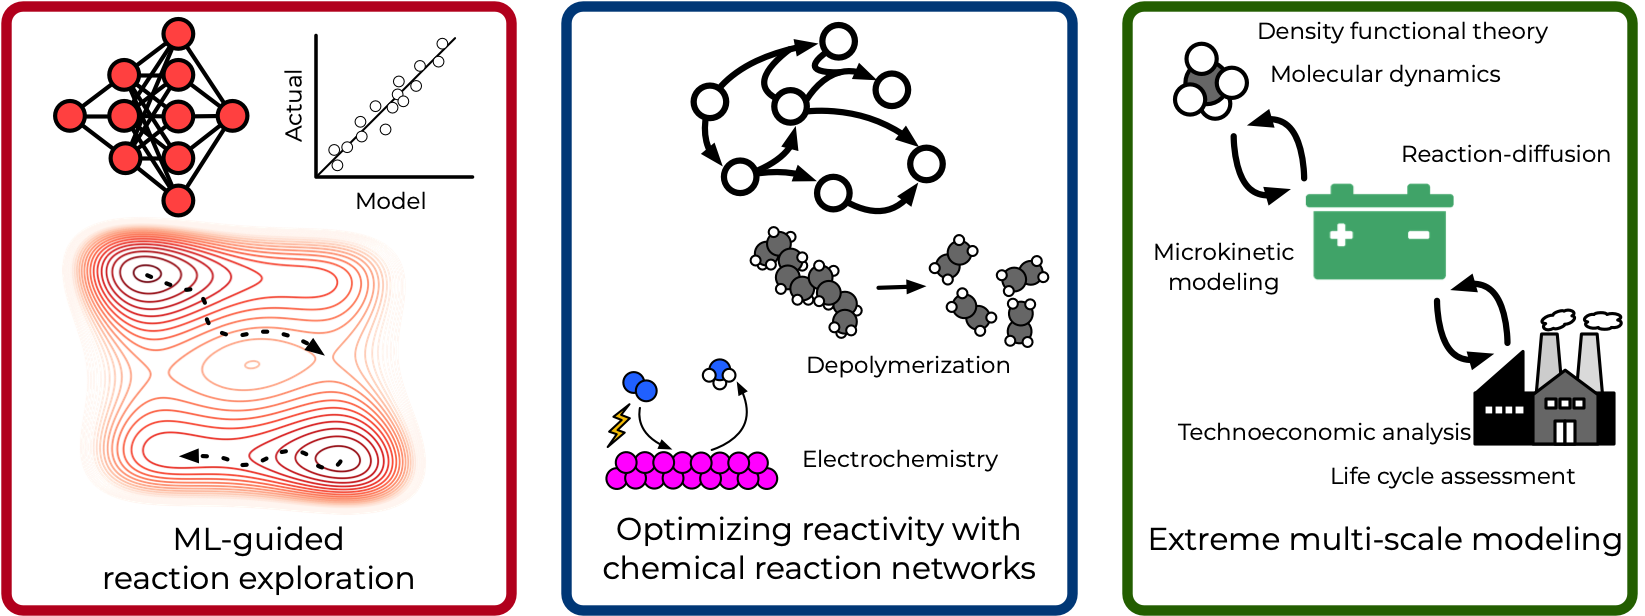 Actual
Model
ML-guided
reaction exploration
Depolymerization
Electrochemistry
Optimizing reactivity with
chemical reaction networks
Density functional theory
Molecular dynamics
Reaction-diffusion
Microkinetic
modeling
Technoeconomic analysis
Life cycle assessment
Extreme multi-scale modeling